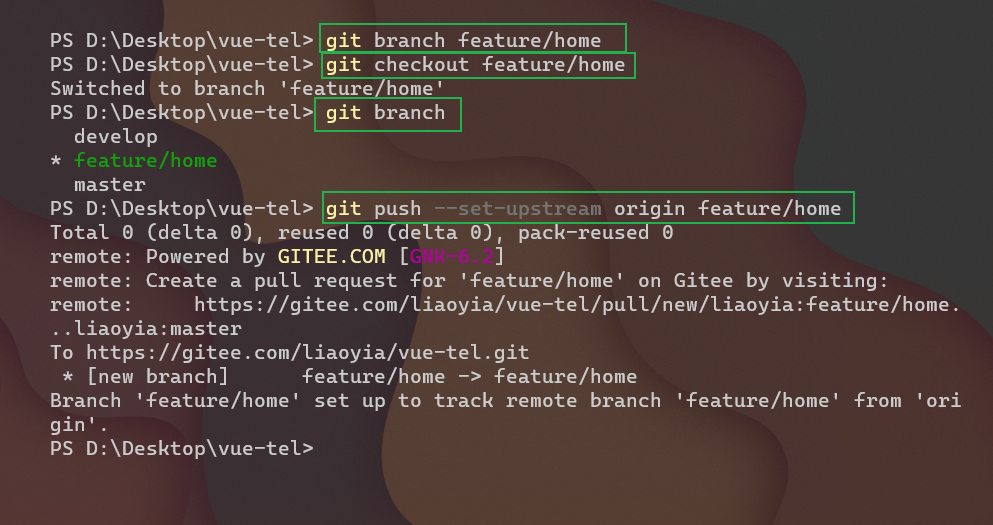 PS D:\Desktop\vue-tel> git branch feature/home
PS D:\Desktop\vue-tel> git checkout feature/home
Switched to branch 'feature/home'
PS D:\Desktop\vue-tel> git branch
  develop
* feature/home
  master
PS D:\Desktop\vue-tel> git push --set-upstream origin feature/home
Total 0 (delta 0), reused 0 (delta 0), pack-reused 0
remote: Powered by GITEE.COM [GNK-6.2]
remote: Create a pull request for 'feature/home' on Gitee by visiting:
remote:     https://gitee.com/liaoyia/vue-tel/pull/new/liaoyia:feature/home.
..liaoyia:master
To https://gitee.com/liaoyia/vue-tel.git
 * [new branch]      feature/home -> feature/home
Branch 'feature/home' set up to track remote branch 'feature/home' from 'ori
gin'.
PS D:\Desktop\vue-tel>